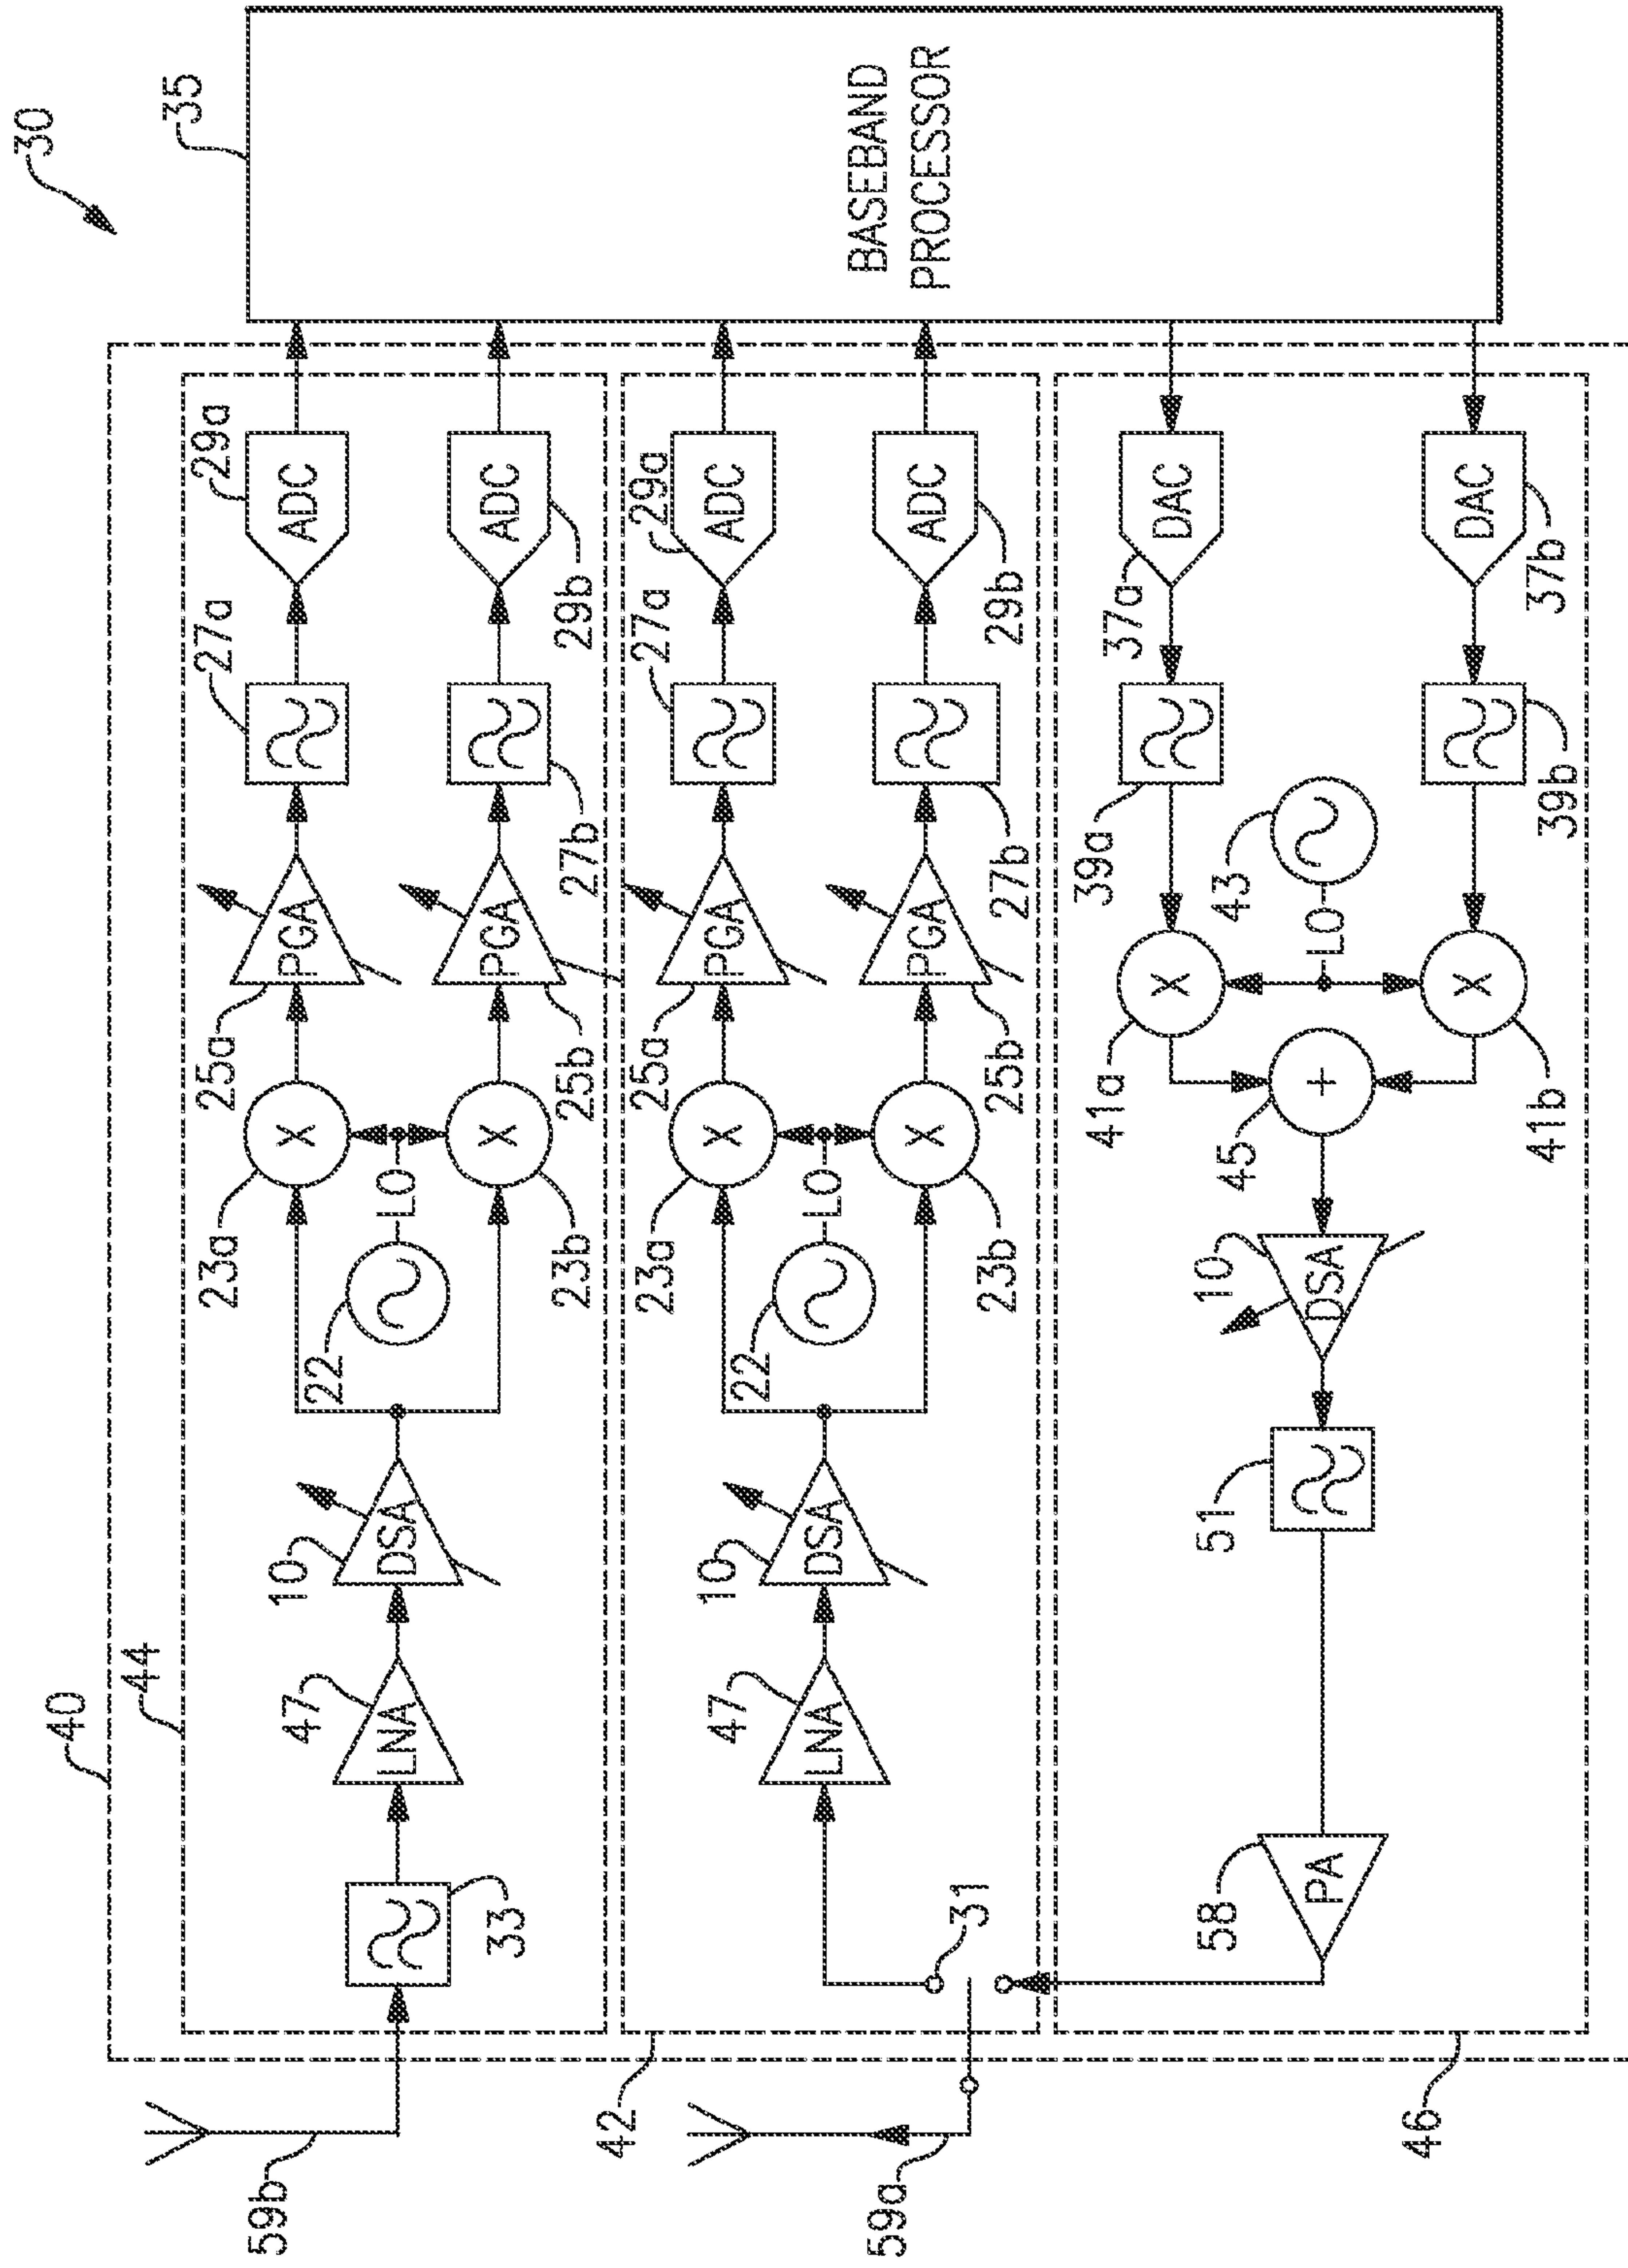 30
35
BASEBAND
PROCESSOR
40
44
59b
33
LNA
47
DSA
10
22
LO
X
23a
X
23b
PGA
25a
PGA
25b
27a
27b
ADC
29a
ADC
29b
42
59a
31
LNA
47
DSA
10
22
LO
X
23a
X
23b
PGA
25a
PGA
25b
27a
27b
ADC
29a
ADC
29b
46
PA
58
51
DSA
10
+
45
X
41a
X
41b
LO
43
39a
39b
DAC
37a
DAC
37b